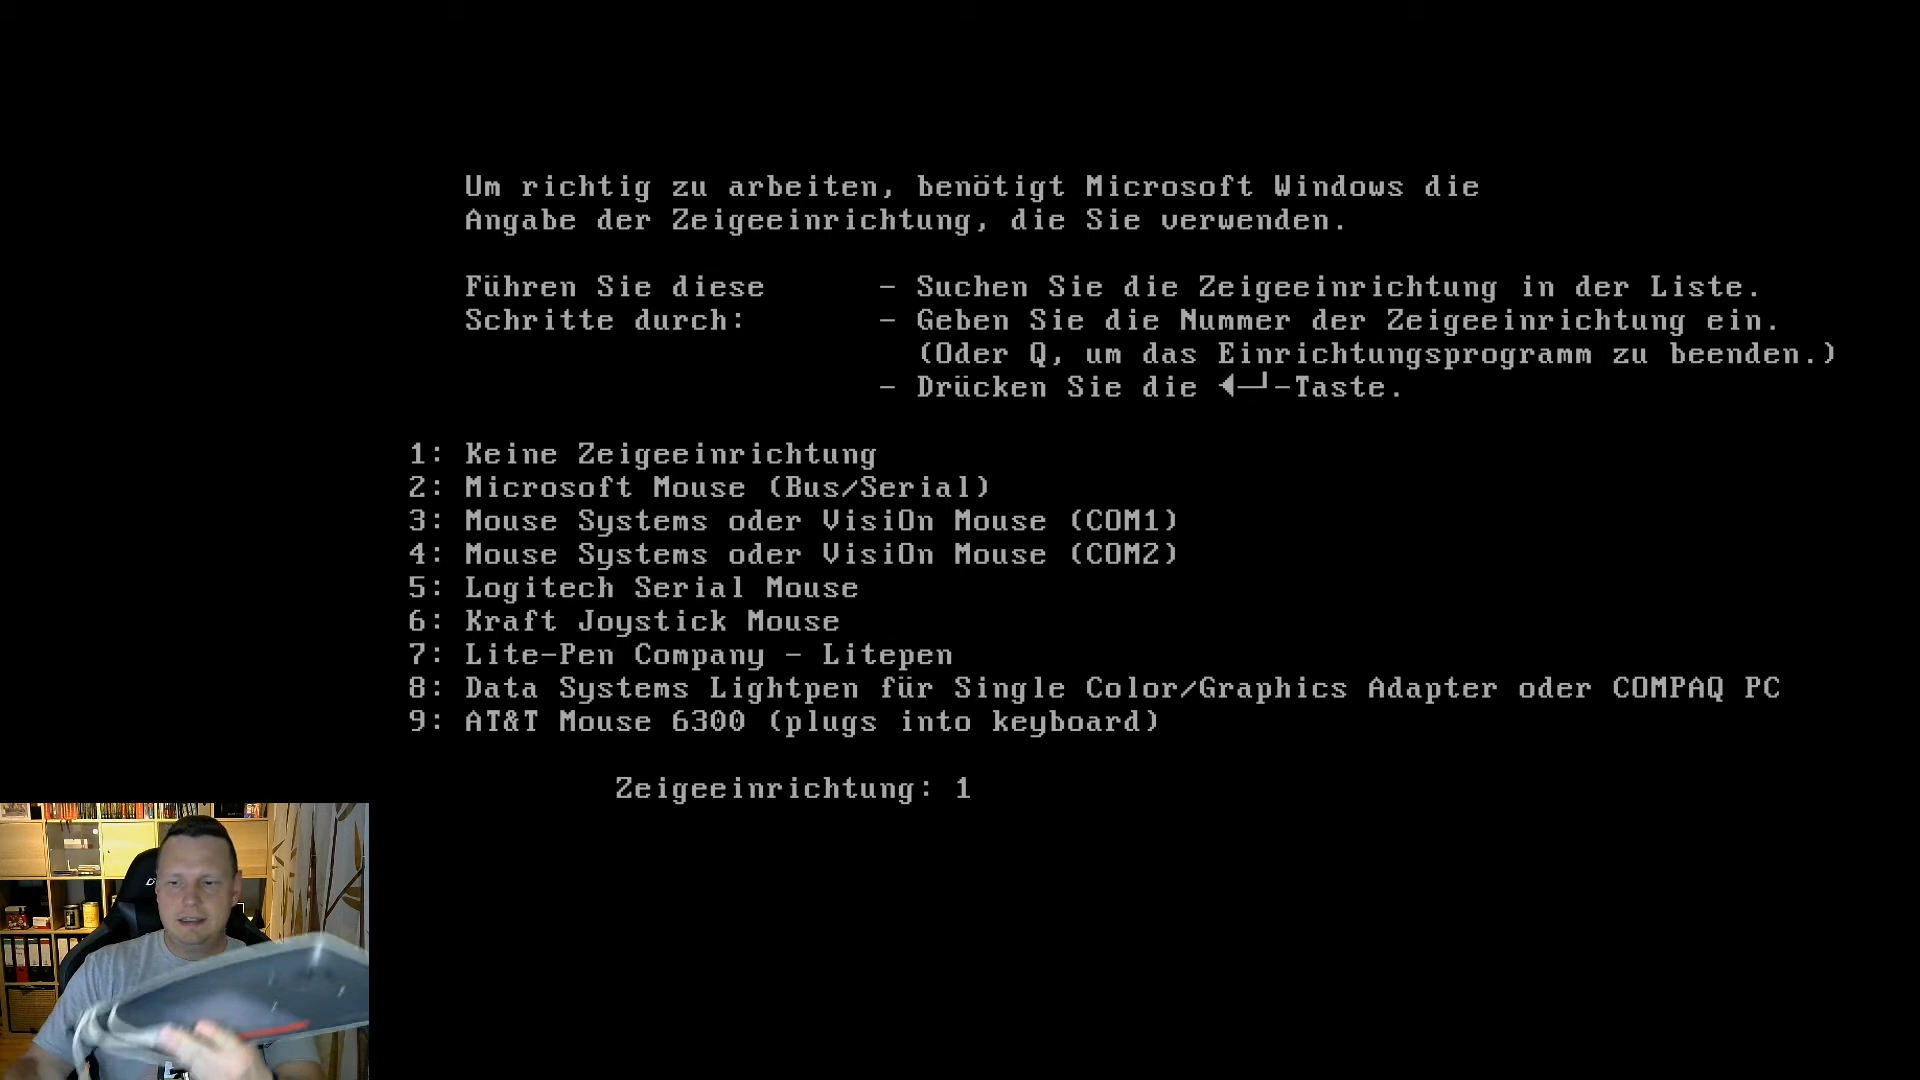 Um richtig zu arbeiten, benötigt Microsoft Windows die
Angabe der Zeigeeinrichtung, die Sie verwenden.
Führen Sie diese - Suchen Sie die Zeigeeinrichtung in der Liste.
Schritte durch: - Geben Sie die Nummer der Zeigeeinrichtung ein.
(Oder Q, um das Einrichtungsprogramm zu beenden.)
- Drücken Sie die ◄─┘-Taste.
1: Keine Zeigeeinrichtung
2: Microsoft Mouse (Bus/Serial)
3: Mouse Systems oder VisiOn Mouse (COM1)
4: Mouse Systems oder VisiOn Mouse (COM2)
5: Logitech Serial Mouse
6: Kraft Joystick Mouse
7: Lite-Pen Company - Litepen
8: Data Systems Lightpen für Single Color/Graphics Adapter oder COMPAQ PC
9: AT&T Mouse 6300 (plugs into keyboard)
Zeigeeinrichtung: 1